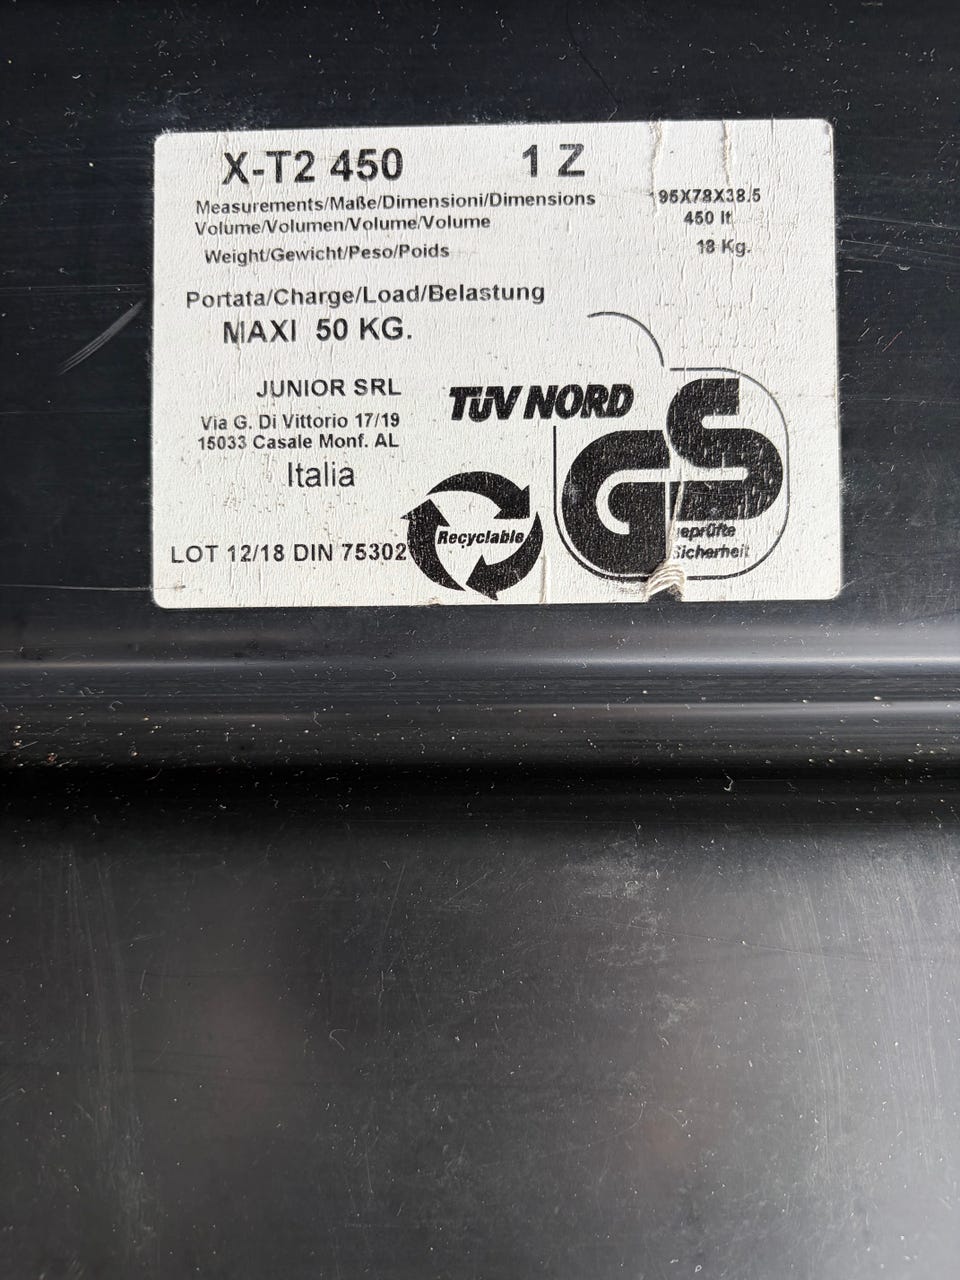 X-T2 450 1 Z
Measurements/Maße/Dimensioni/Dimensions 195X78X38.5
Volume/Volumen/Volume/Volume 450 lt
Weight/Gewicht/Peso/Poids 18 Kg.
Portata/Charge/Load/Belastung
MAXI 50 KG.
JUNIOR SRL
Via G. Di Vittorio 17/19
15033 Casale Monf. AL
Italia
LOT 12/18 DIN 75302
Recyclable
TÜV NORD
GS
geprüfte
Sicherheit